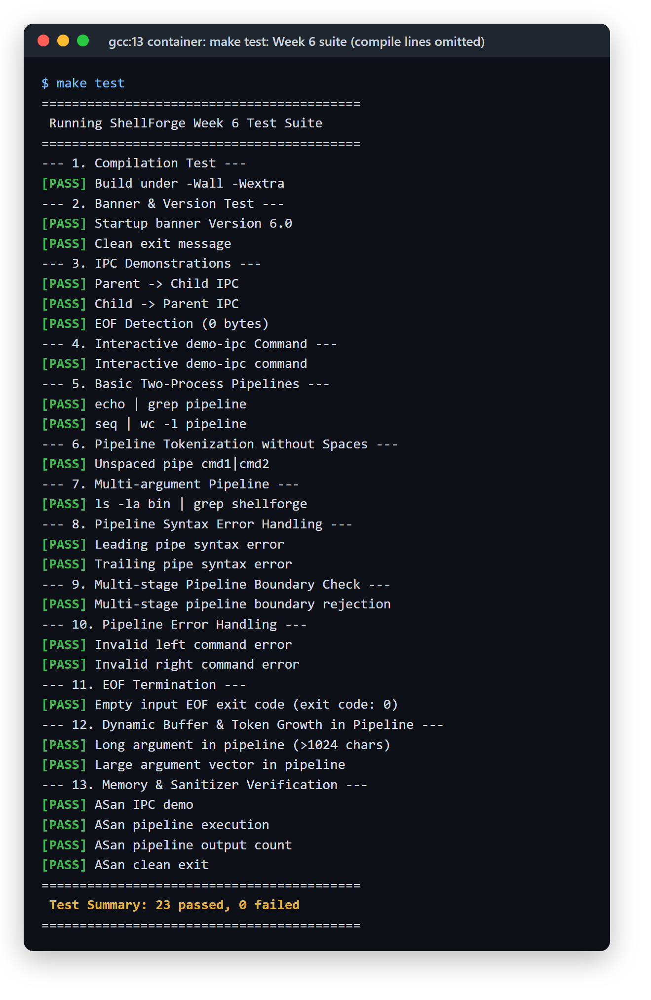 gcc:13 container: make test: Week 6 suite (compile lines omitted)
$ make test
==========================================
 Running ShellForge Week 6 Test Suite
==========================================
--- 1. Compilation Test ---
[PASS] Build under -Wall -Wextra
--- 2. Banner & Version Test ---
[PASS] Startup banner Version 6.0
[PASS] Clean exit message
--- 3. IPC Demonstrations ---
[PASS] Parent -> Child IPC
[PASS] Child -> Parent IPC
[PASS] EOF Detection (0 bytes)
--- 4. Interactive demo-ipc Command ---
[PASS] Interactive demo-ipc command
--- 5. Basic Two-Process Pipelines ---
[PASS] echo | grep pipeline
[PASS] seq | wc -l pipeline
--- 6. Pipeline Tokenization without Spaces ---
[PASS] Unspaced pipe cmd1|cmd2
--- 7. Multi-argument Pipeline ---
[PASS] ls -la bin | grep shellforge
--- 8. Pipeline Syntax Error Handling ---
[PASS] Leading pipe syntax error
[PASS] Trailing pipe syntax error
--- 9. Multi-stage Pipeline Boundary Check ---
[PASS] Multi-stage pipeline boundary rejection
--- 10. Pipeline Error Handling ---
[PASS] Invalid left command error
[PASS] Invalid right command error
--- 11. EOF Termination ---
[PASS] Empty input EOF exit code (exit code: 0)
--- 12. Dynamic Buffer & Token Growth in Pipeline ---
[PASS] Long argument in pipeline (>1024 chars)
[PASS] Large argument vector in pipeline
--- 13. Memory & Sanitizer Verification ---
[PASS] ASan IPC demo
[PASS] ASan pipeline execution
[PASS] ASan pipeline output count
[PASS] ASan clean exit
==========================================
 Test Summary: 23 passed, 0 failed
==========================================